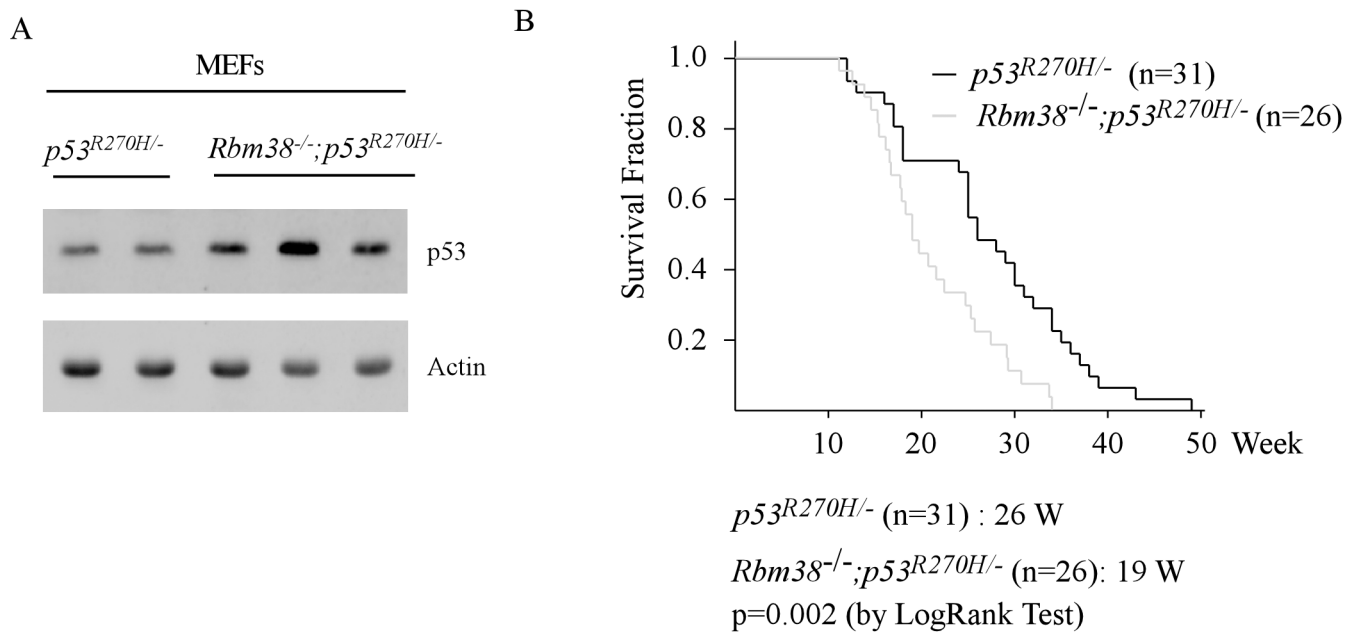 A
MEFs
p53R270H/-
Rbm38-/-;p53R270H/-
p53
Actin
B
Survival Fraction
1.0
0.8
0.6
0.4
0.2
10 20 30 40 50 Week
p53R270H/- (n=31)
Rbm38-/-;p53R270H/- (n=26)
p53R270H/- (n=31) : 26 W
Rbm38-/-;p53R270H/- (n=26): 19 W
p=0.002 (by LogRank Test)